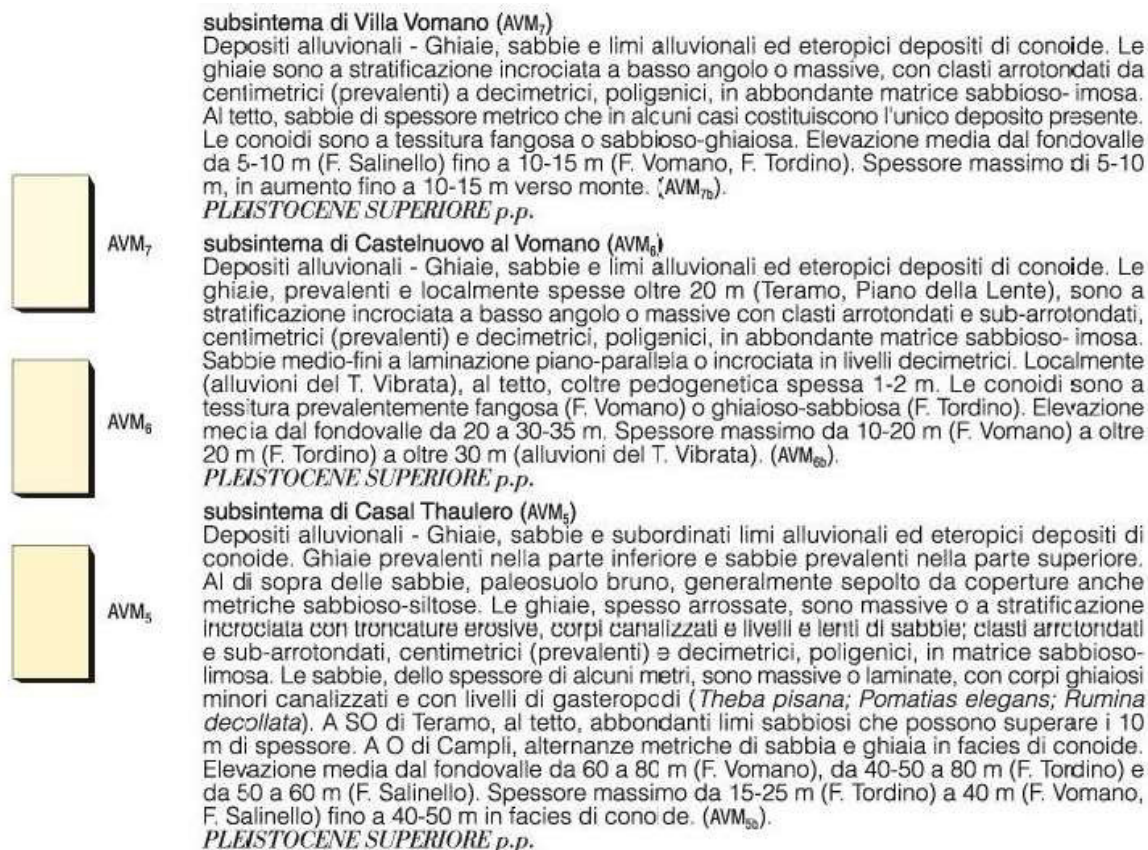 subsintema di Villa Vomano (AVM₇)
Depositi alluvionali - Ghiaie, sabbie e limi alluvionali ed eteropici depositi di conoide. Le
ghiaie sono a stratificazione incrociata a basso angolo o massive, con clasti arrotondati da
centimetrici (prevalenti) a decimetrici, poligenici, in abbondante matrice sabbioso- imosa.
Al tetto, sabbie di spessore metrico che in alcuni casi costituiscono l'unico deposito presente.
Le conoidi sono a tessitura fangosa o sabbioso-ghiaiosa. Elevazione media dal fondovalle
da 5-10 m (F. Salinello) fino a 10-15 m (F. Vomano, F. Tordino). Spessore massimo di 5-10
m, in aumento fino a 10-15 m verso monte. (AVM₇b).
PLEISTOCENE SUPERIORE p.p.
AVM₇
subsintema di Castelnuovo al Vomano (AVM₆)
Depositi alluvionali - Ghiaie, sabbie e limi alluvionali ed eteropici depositi di conoide. Le
ghiaie, prevalenti e localmente spesse oltre 20 m (Teramo, Piano della Lente), sono a
stratificazione incrociata a basso angolo o massive con clasti arrotondati e sub-arrotondati,
centimetrici (prevalenti) e decimetrici, poligenici, in abbondante matrice sabbioso- imosa.
Sabbie medio-fini a laminazione piano-parallela o incrociata in livelli decimetrici. Localmente
(alluvioni del T. Vibrata), al tetto, coltre pedogenetica spessa 1-2 m. Le conoidi sono a
tessitura prevalentemente fangosa (F. Vomano) o ghiaioso-sabbiosa (F. Tordino). Elevazione
media dal fondovalle da 20 a 30-35 m. Spessore massimo da 10-20 m (F. Vomano) a oltre
20 m (F. Tordino) a oltre 30 m (alluvioni del T. Vibrata). (AVM₆b).
PLEISTOCENE SUPERIORE p.p.
AVM₆
subsintema di Casal Thaulero (AVM₅)
Depositi alluvionali - Ghiaie, sabbie e subordinati limi alluvionali ed eteropici depositi di
conoide. Ghiaie prevalenti nella parte inferiore e sabbie prevalenti nella parte superiore.
Al di sopra delle sabbie, paleosuolo bruno, generalmente sepolto da coperture anche
metriche sabbioso-siltose. Le ghiaie, spesso arrossate, sono massive o a stratificazione
incrociata con troncature erosive, corpi canalizzati e livelli e lenti di sabbie; clasti arrotondati
e sub-arrotondati, centimetrici (prevalenti) e decimetrici, poligenici, in matrice sabbioso-
limosa. Le sabbie, dello spessore di alcuni metri, sono massive o laminate, con corpi ghiaiosi
minori canalizzati e con livelli di gasteropodi (Theba pisana; Pomatias elegans; Rumina
decollata). A SO di Teramo, al tetto, abbondanti limi sabbiosi che possono superare i 10
m di spessore. A O di Campli, alternanze metriche di sabbia e ghiaia in facies di conoide.
Elevazione media dal fondovalle da 60 a 80 m (F. Vomano), da 40-50 a 80 m (F. Tordino) e
da 50 a 60 m (F. Salinello). Spessore massimo da 15-25 m (F. Tordino) a 40 m (F. Vomano,
F. Salinello) fino a 40-50 m in facies di cono de. (AVM₅b).
PLEISTOCENE SUPERIORE p.p.
AVM₅